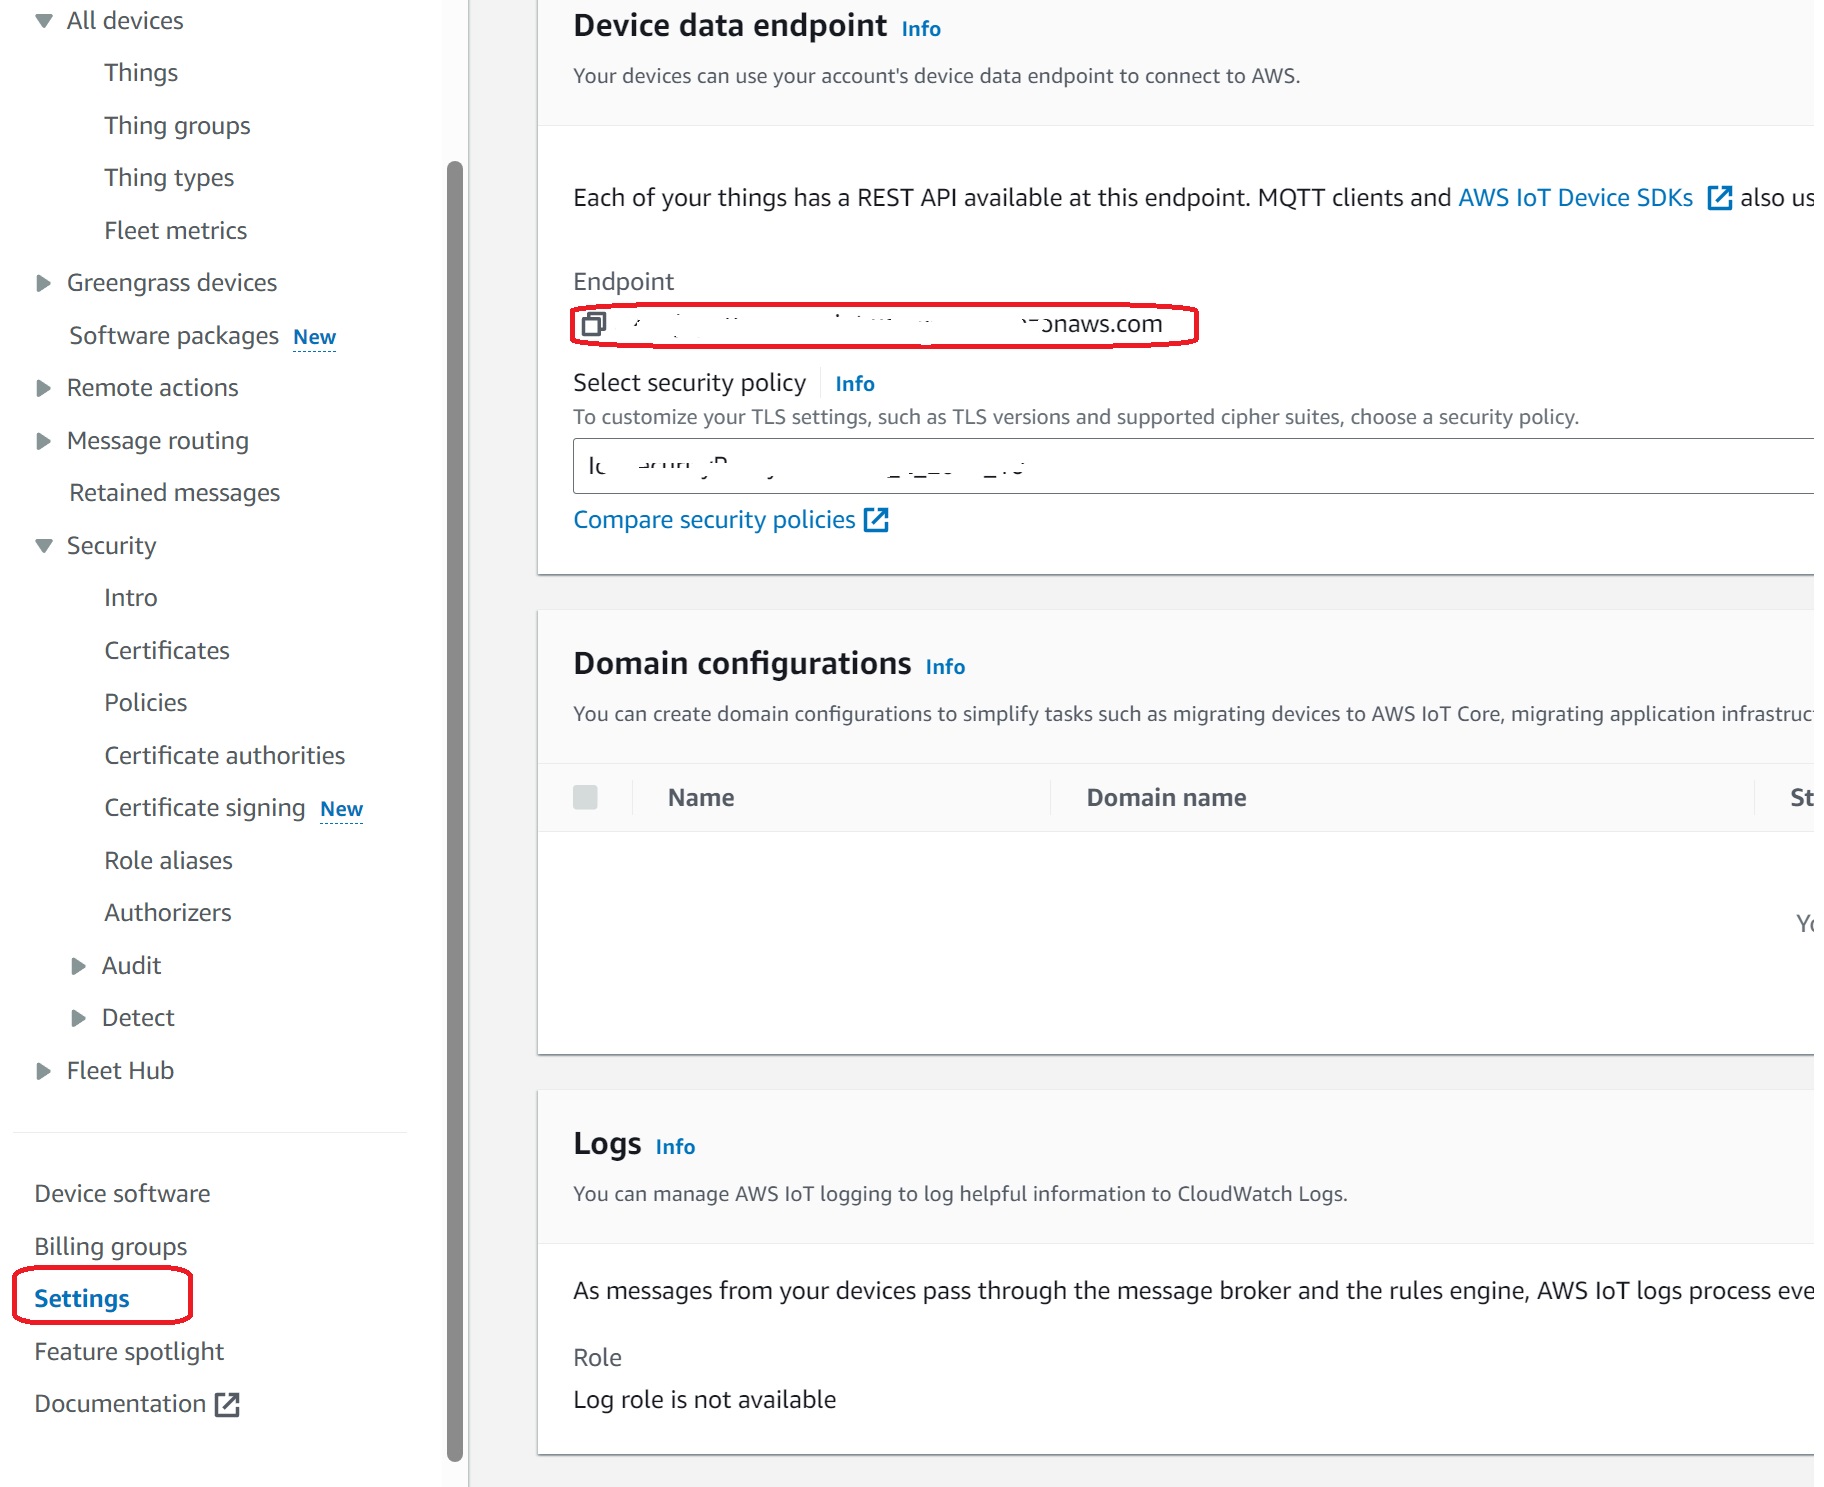 All devices
Things
Thing groups
Thing types
Fleet metrics
Greengrass devices
Software packages New
Remote actions
Message routing
Retained messages
Security
Intro
Certificates
Policies
Certificate authorities
Certificate signing New
Role aliases
Authorizers
Audit
Detect
Fleet Hub
Device software
Billing groups
Settings
Feature spotlight
Documentation
Device data endpoint Info
Your devices can use your account's device data endpoint to connect to AWS.
Each of your things has a REST API available at this endpoint. MQTT clients and AWS IoT Device SDKs also us
Endpoint
onaws.com
Select security policy Info
To customize your TLS settings, such as TLS versions and supported cipher suites, choose a security policy.
Compare security policies
Domain configurations Info
You can create domain configurations to simplify tasks such as migrating devices to AWS IoT Core, migrating application infrastruc
Name Domain name St
Yo
Logs Info
You can manage AWS IoT logging to log helpful information to CloudWatch Logs.
As messages from your devices pass through the message broker and the rules engine, AWS IoT logs process eve
Role
Log role is not available